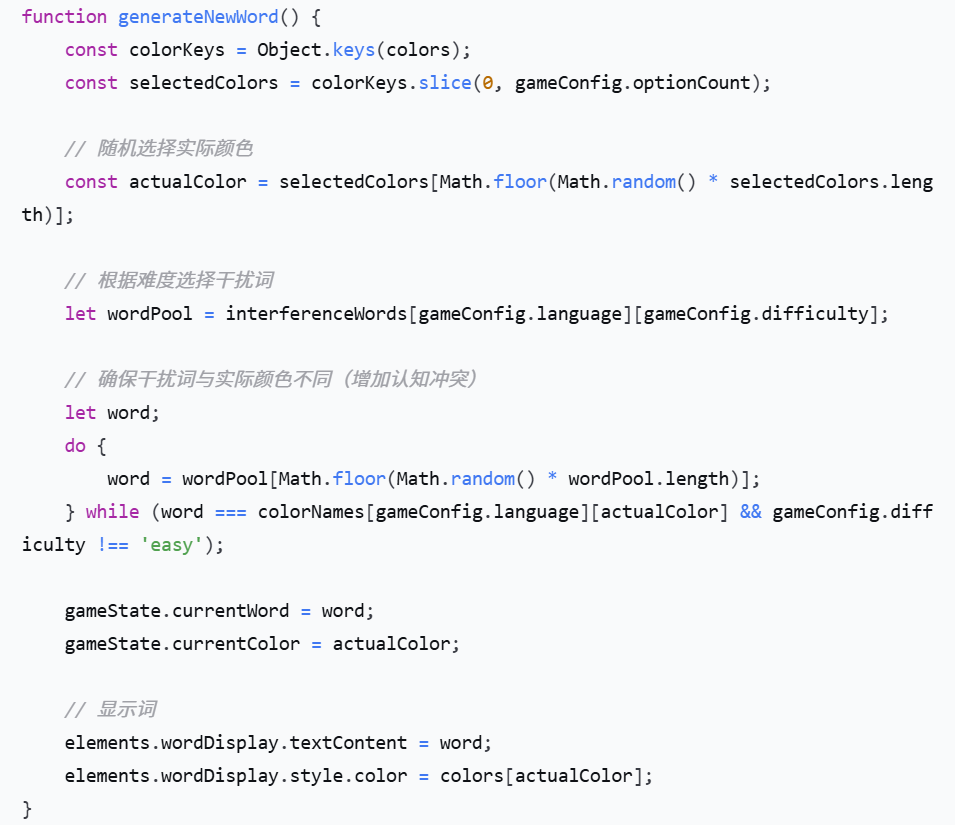 function generateNewWord() {
    const colorKeys = Object.keys(colors);
    const selectedColors = colorKeys.slice(0, gameConfig.optionCount);

    // 随机选择实际颜色
    const actualColor = selectedColors[Math.floor(Math.random() * selectedColors.leng
th)];

    // 根据难度选择干扰词
    let wordPool = interferenceWords[gameConfig.language][gameConfig.difficulty];

    // 确保干扰词与实际颜色不同（增加认知冲突）
    let word;
    do {
        word = wordPool[Math.floor(Math.random() * wordPool.length)];
    } while (word === colorNames[gameConfig.language][actualColor] && gameConfig.diff
iculty !== 'easy');

    gameState.currentWord = word;
    gameState.currentColor = actualColor;

    // 显示词
    elements.wordDisplay.textContent = word;
    elements.wordDisplay.style.color = colors[actualColor];
}